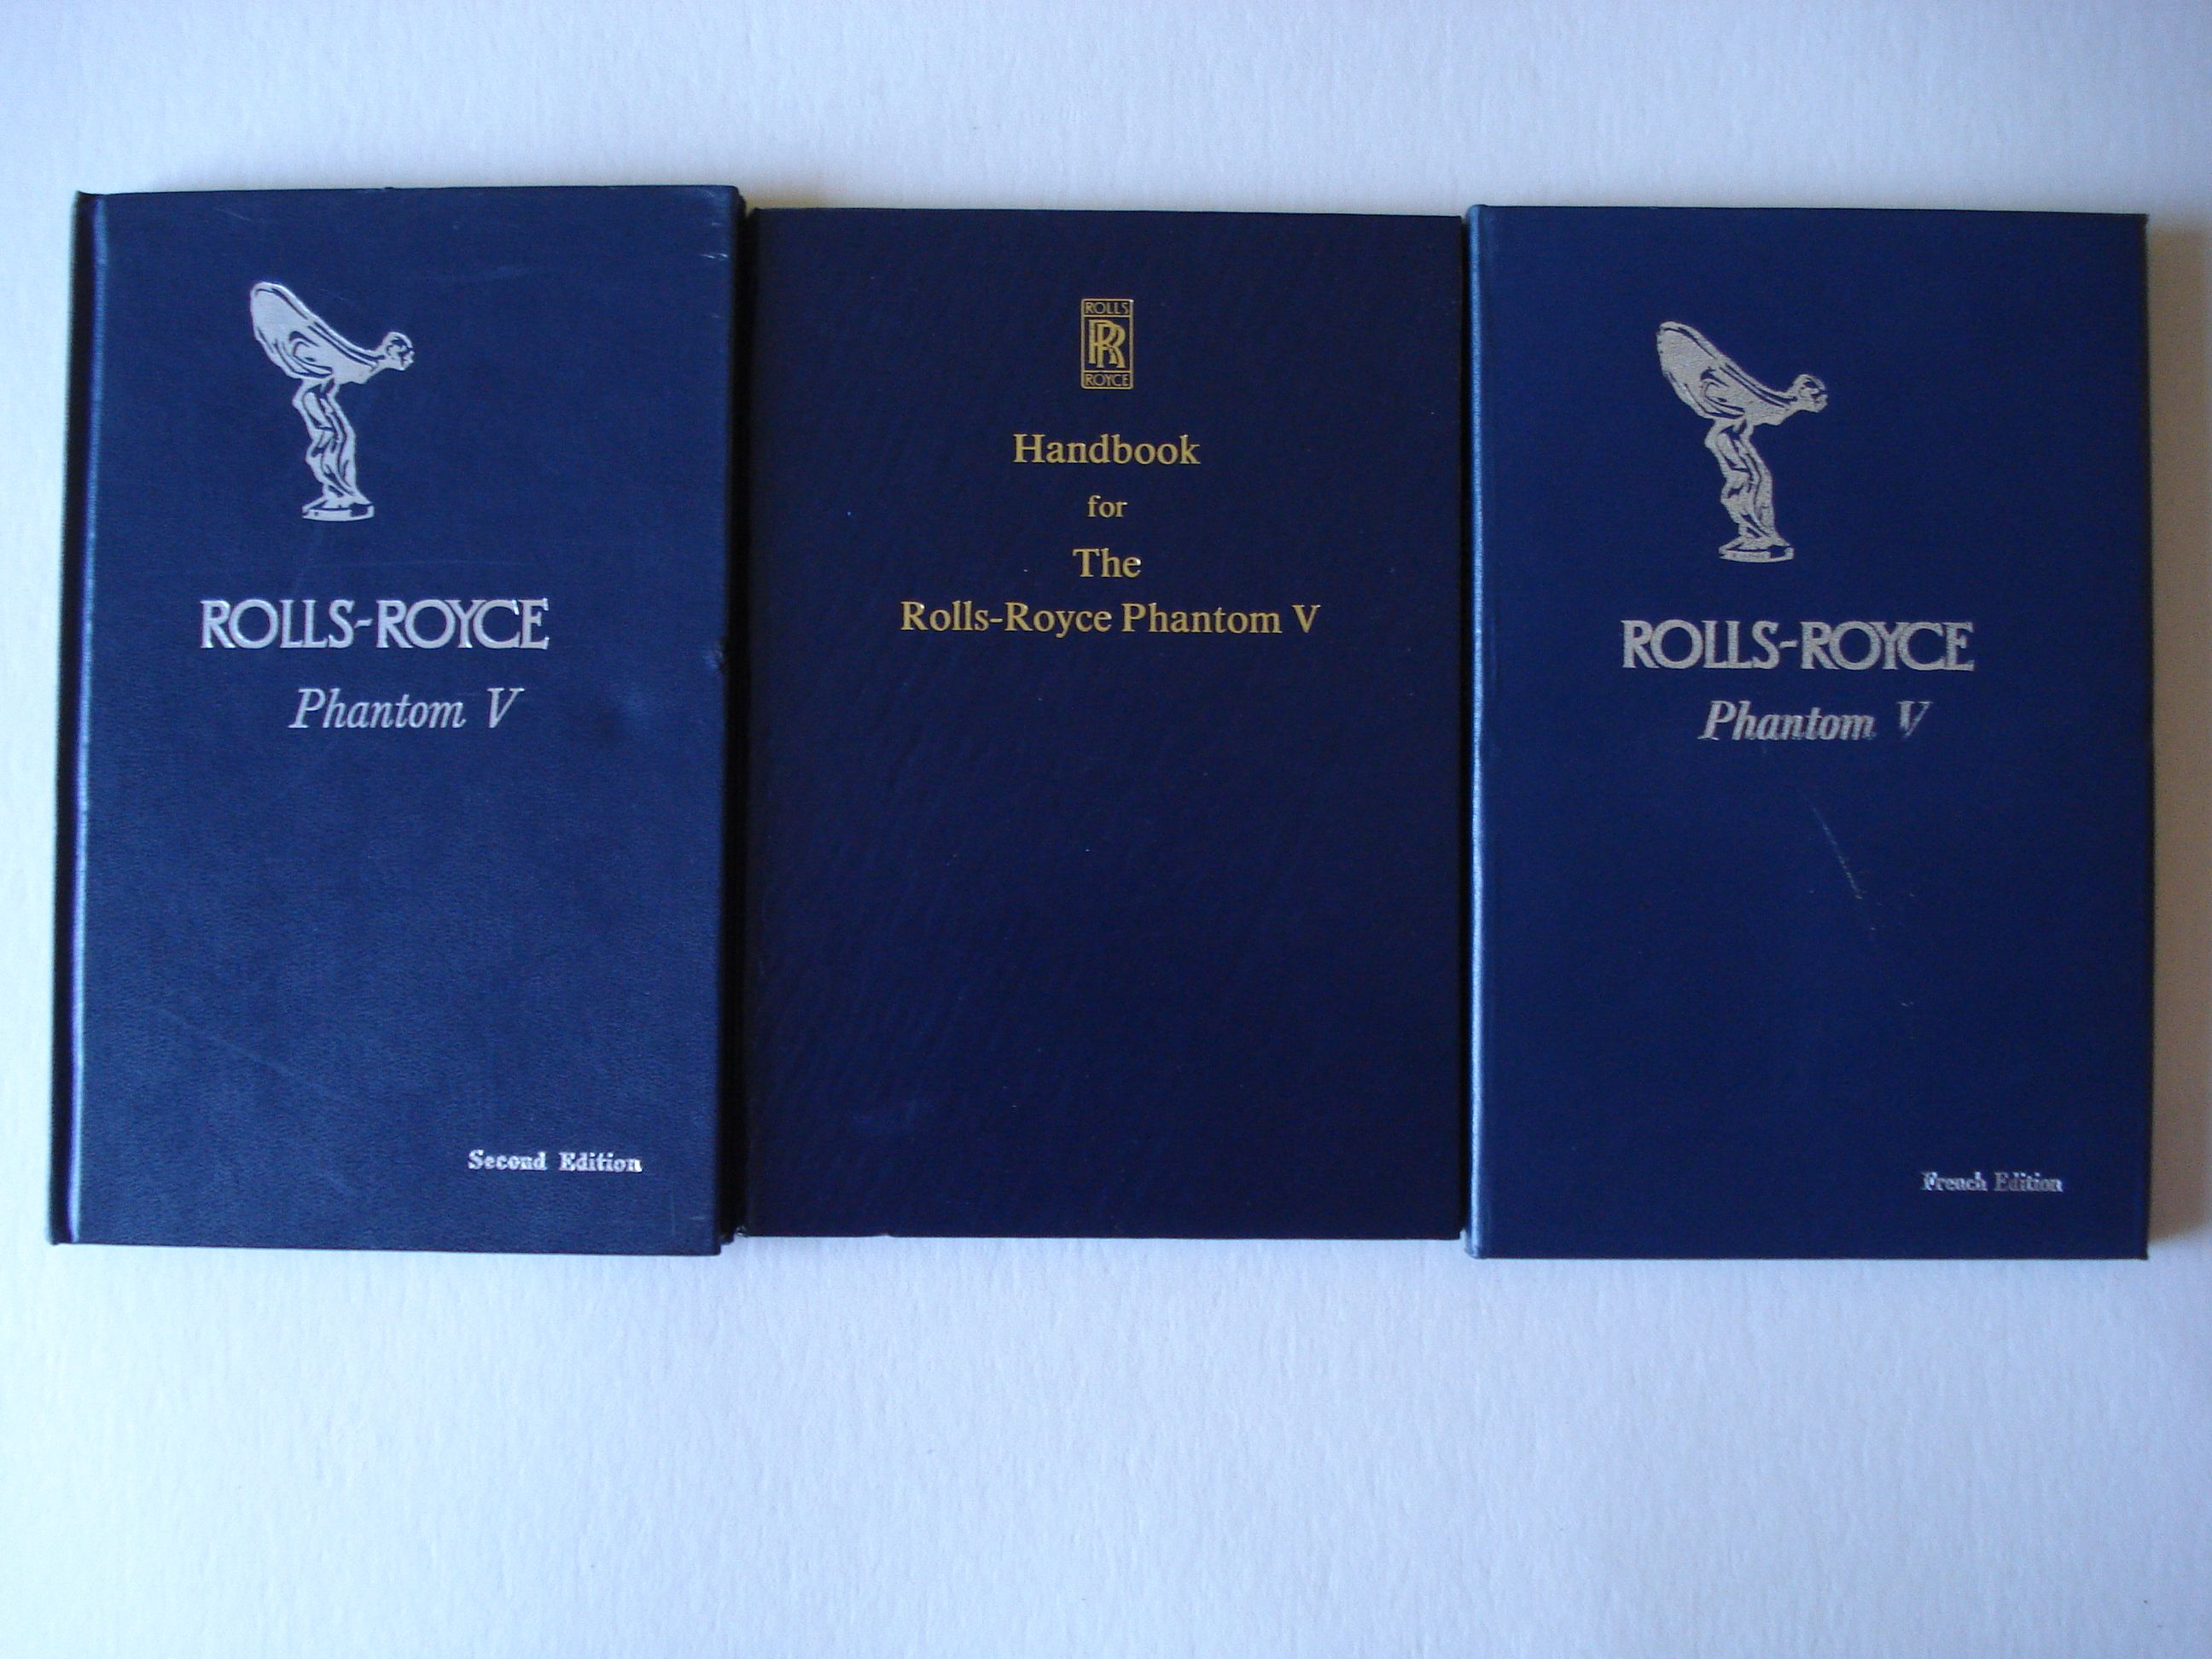 ROLLS-ROYCE
Phantom V
Second Edition
ROLLS
RR
ROYCE
Handbook
for
The
Rolls-Royce Phantom V
ROLLS-ROYCE
Phantom V
French Edition